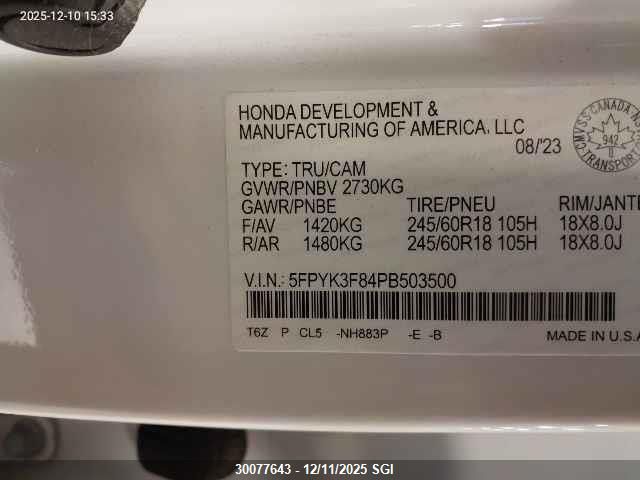 2025-12-10 15:33
HONDA DEVELOPMENT &
MANUFACTURING OF AMERICA, LLC
08/'23
CMVSS CANADA NS
942
TRANSPORT
TYPE: TRU/CAM
GVWR/PNBV 2730KG
GAWR/PNBE TIRE/PNEU RIM/JANTE
F/AV 1420KG 245/60R18 105H 18X8.0J
R/AR 1480KG 245/60R18 105H 18X8.0J
V.I.N.: 5FPYK3F84PB503500
T6Z P CL5 -NH883P -E -B
MADE IN U.S.A
30077643 - 12/11/2025 SGI